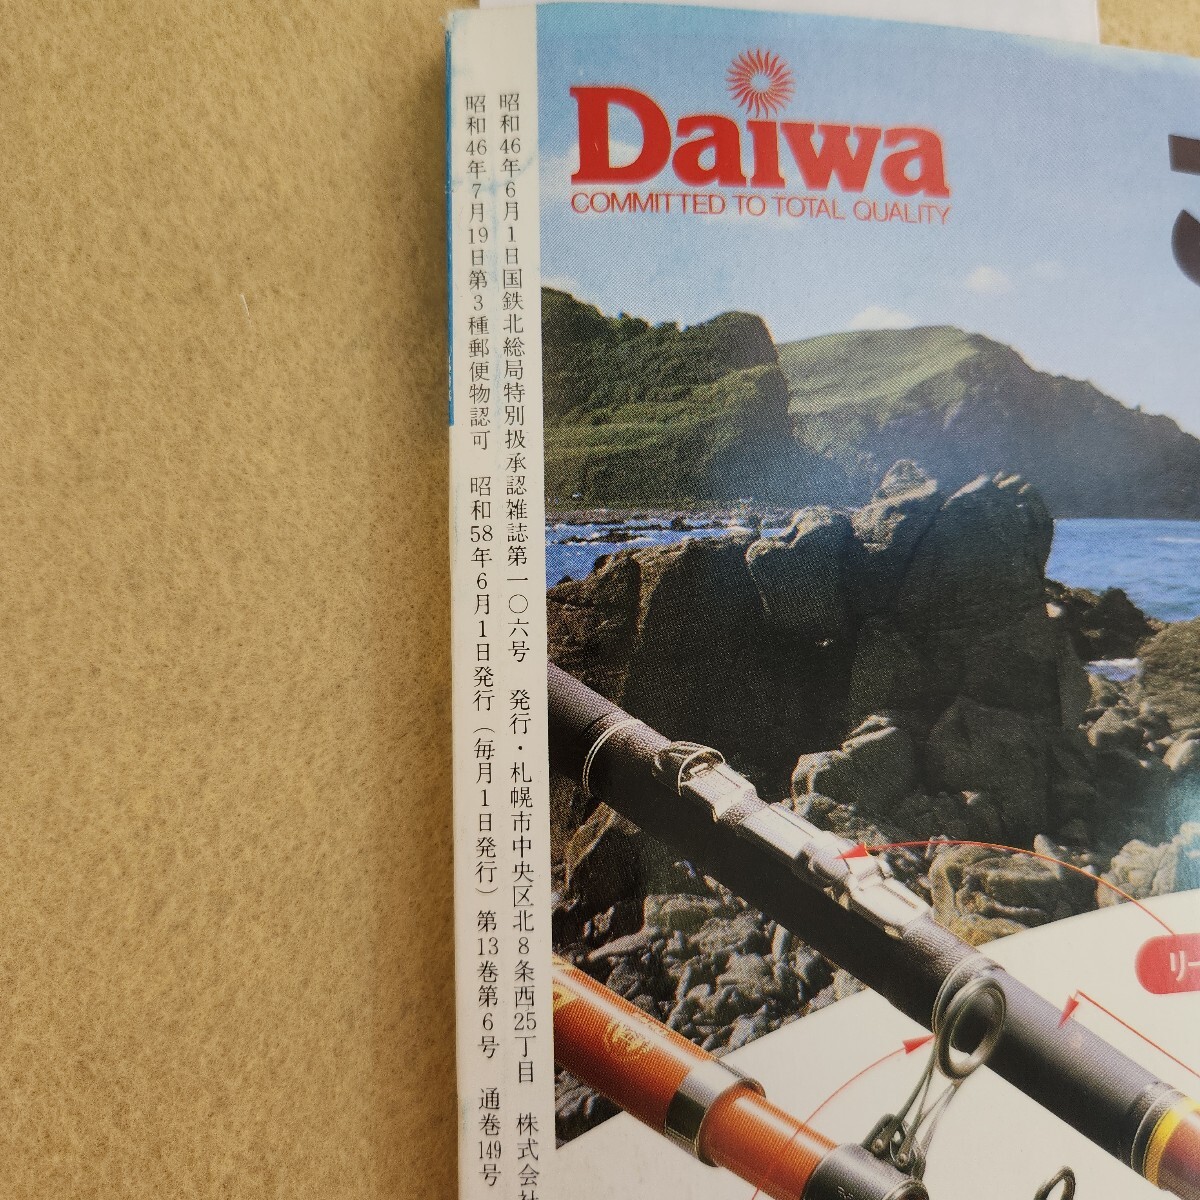 昭和46年6月1日国鉄北総局特別扱承認雑誌第一〇六号　発行・札幌市中央区北8条西25丁目　株式会
昭和46年7月19日第3種郵便物認可　昭和58年6月1日発行（毎月1日発行）第13巻第6号　通巻149号
Daiwa
COMMITTED TO TOTAL QUALITY
リー